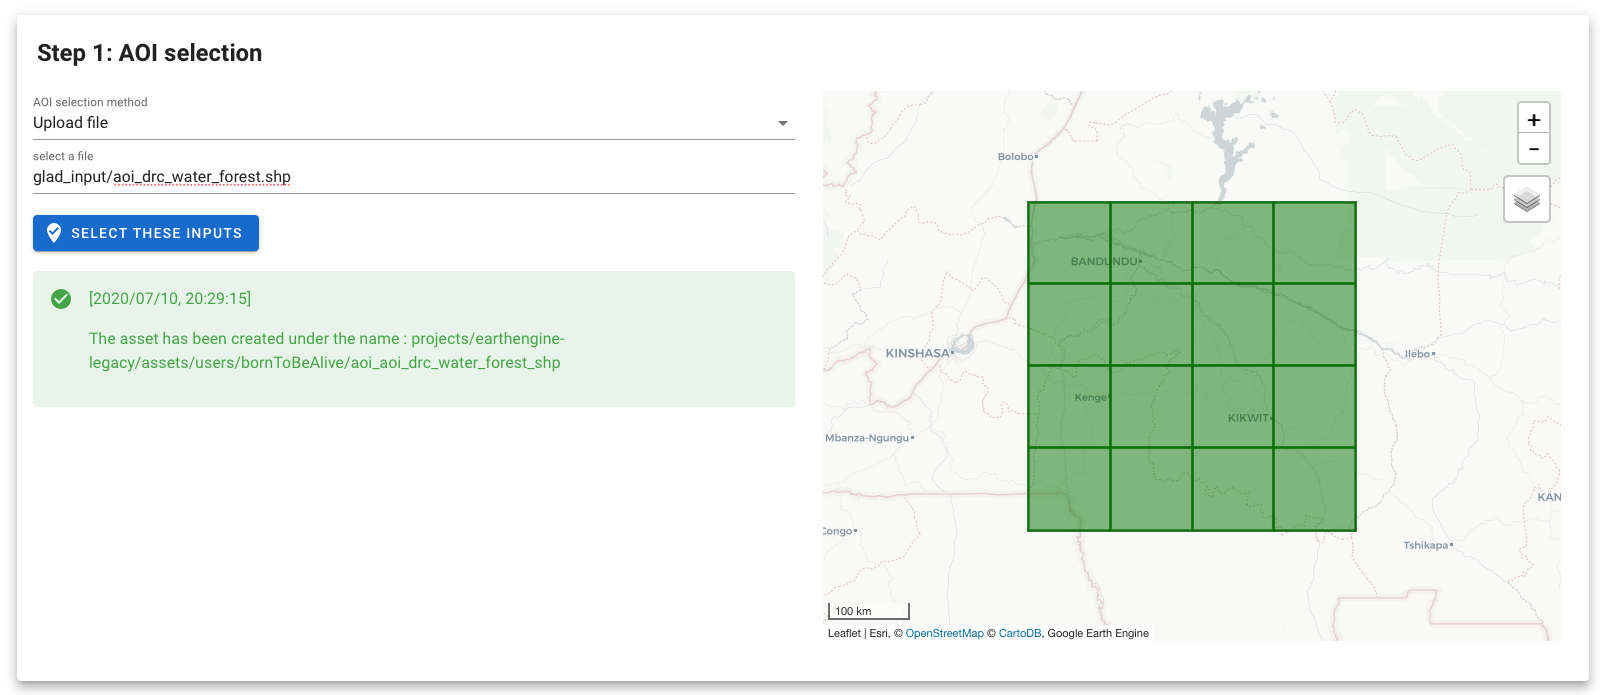 Step 1: AOI selection
AOI selection method
Upload file
select a file
glad_input/aoi_drc_water_forest.shp
SELECT THESE INPUTS
[2020/07/10, 20:29:15]
The asset has been created under the name : projects/earthengine-
legacy/assets/users/bornToBeAlive/aoi_aoi_drc_water_forest_shp
+
-
Bolobo
BANDUNDU
KINSHASA
Ilebo
Kenge
KIKWIT
Mbanza-Ngungu
KAN
Congo
Tshikapa
100 km
Leaflet | Esri, © OpenStreetMap © CartoDB, Google Earth Engine